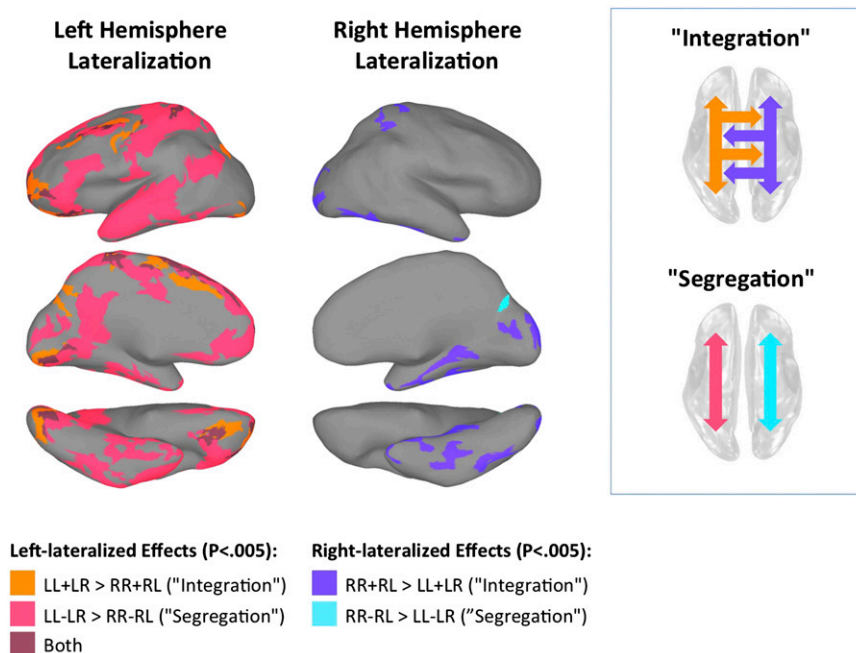 Left Hemisphere
Lateralization
Right Hemisphere
Lateralization
"Integration"
"Segregation"
Left-lateralized Effects (P<.005):
LL+LR > RR+RL ("Integration")
LL-LR > RR-RL ("Segregation")
Both
Right-lateralized Effects (P<.005):
RR+RL > LL+LR ("Integration")
RR-RL > LL-LR (”Segregation")